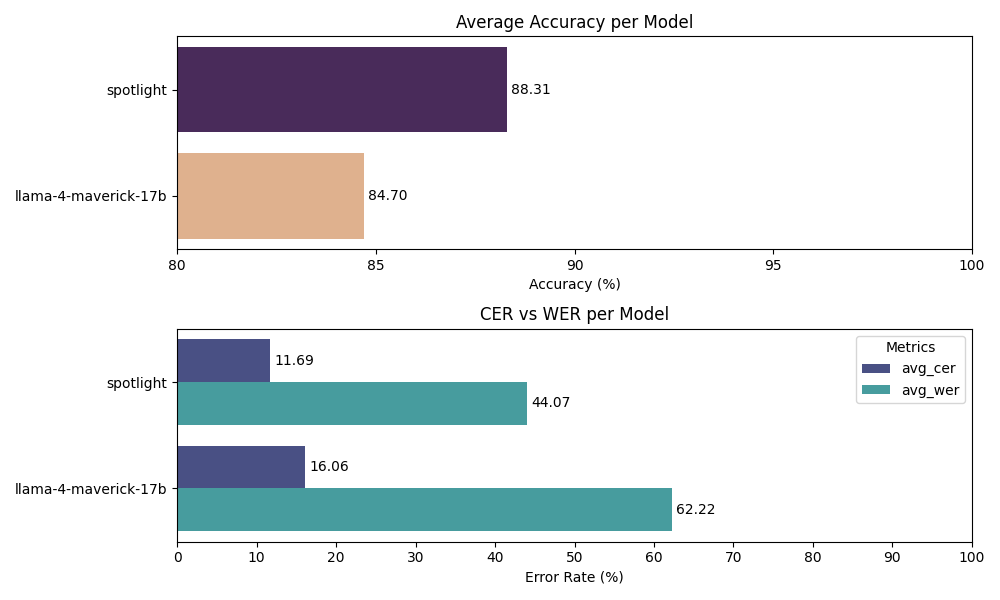 Average Accuracy per Model
spotlight
88.31
llama-4-maverick-17b
84.70
80 85 90 95 100
Accuracy (%)
CER vs WER per Model
Metrics
avg_cer
avg_wer
spotlight
11.69
44.07
llama-4-maverick-17b
16.06
62.22
0 10 20 30 40 50 60 70 80 90 100
Error Rate (%)